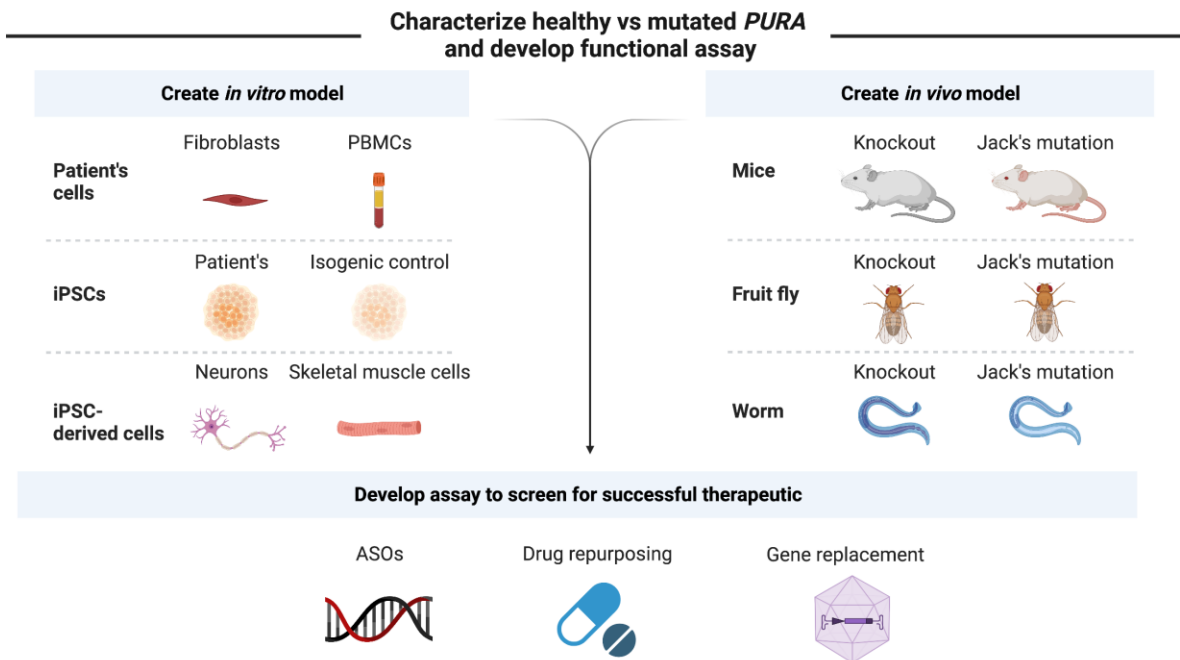 Characterize healthy vs mutated PURA
and develop functional assay
Create in vitro model
Fibroblasts PBMCs
Patient's
cells
Patient's Isogenic control
iPSCs
Neurons Skeletal muscle cells
iPSC-
derived cells
Create in vivo model
Knockout Jack's mutation
Mice
Knockout Jack's mutation
Fruit fly
Knockout Jack's mutation
Worm
Develop assay to screen for successful therapeutic
ASOs Drug repurposing Gene replacement